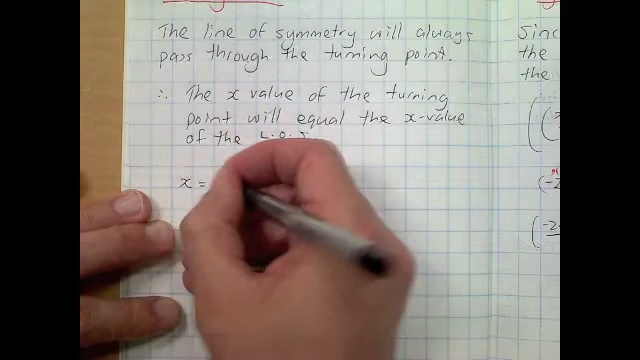 The line of symmetry will always
pass through the turning point.
∴ The x value of the turning
point will equal the x-value
of the L.O.S.
x =
Sinc
the
the
(-2